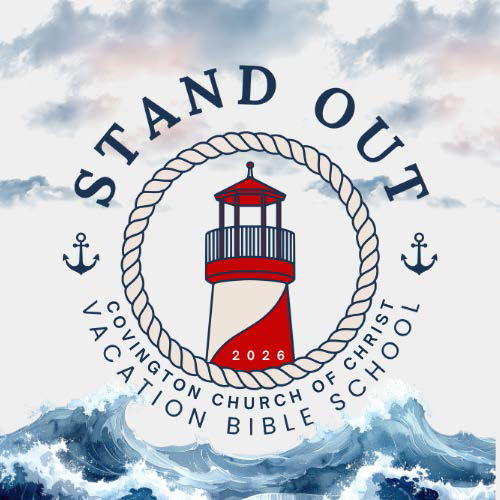 STAND OUT
2026
COVINGTON CHURCH OF CHRIST
VACATION BIBLE SCHOOL